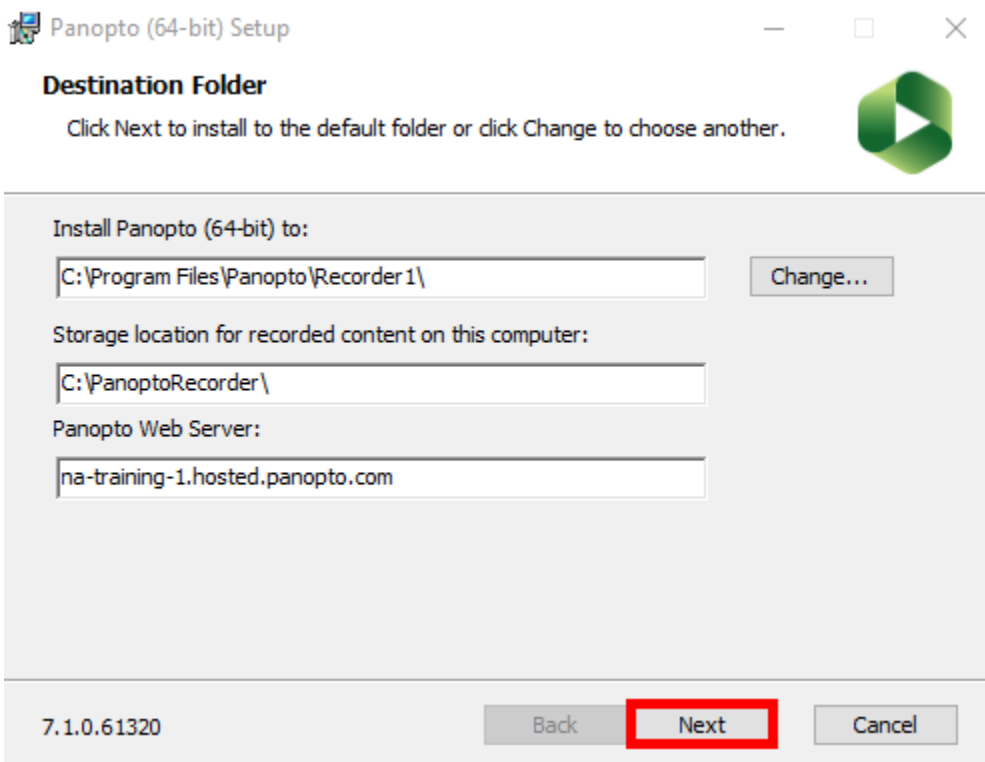 Panopto (64-bit) Setup
Destination Folder
Click Next to install to the default folder or click Change to choose another.
Install Panopto (64-bit) to:
C:\Program Files\Panopto\Recorder1\
Change...
Storage location for recorded content on this computer:
C:\PanoptoRecorder\
Panopto Web Server:
na-training-1.hosted.panopto.com
7.1.0.61320
Back
Next
Cancel